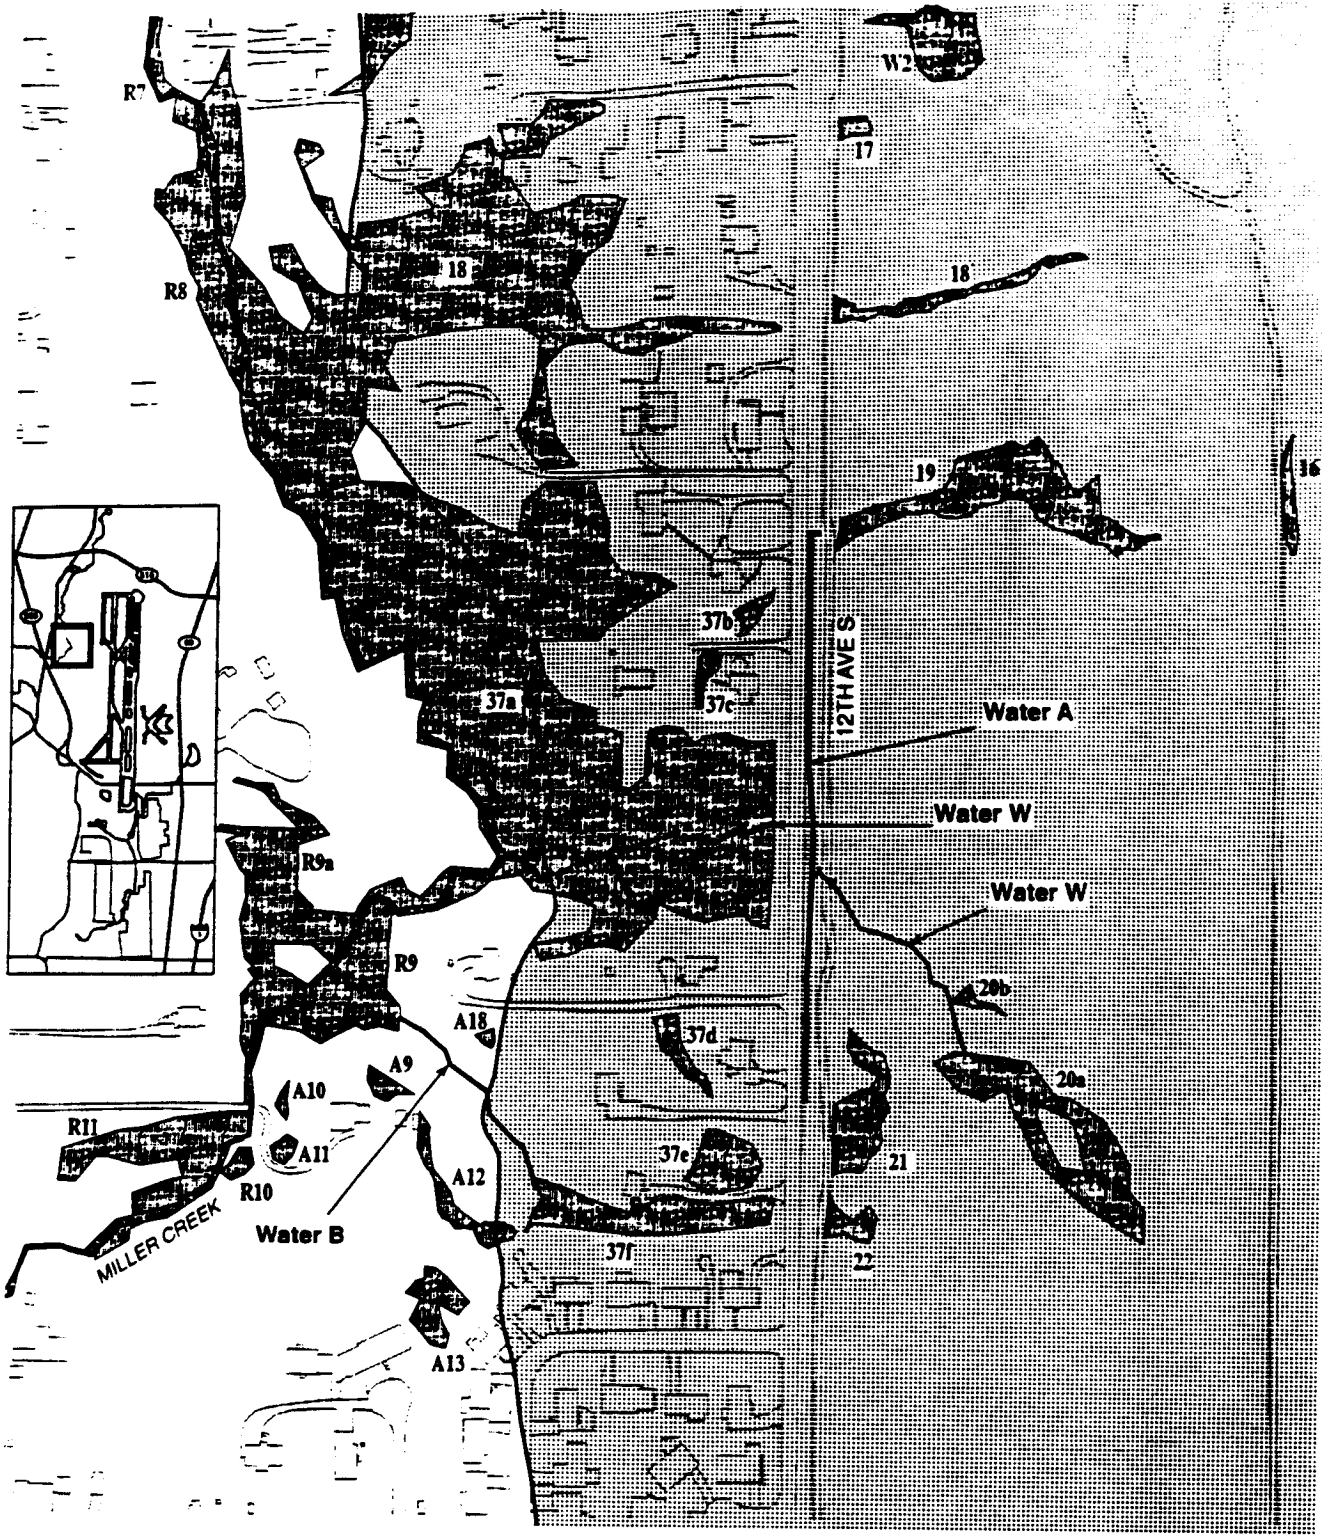 W2
R7
17
R8
18
18
19
16
37b
12TH AVE S
37a
37c
Water A
Water W
R9a
Water W
R9
20b
A18
37d
A9
20a
A10
R11
37e
A11
21
A12
R10
Water B
MILLER CREEK
37f
22
A13